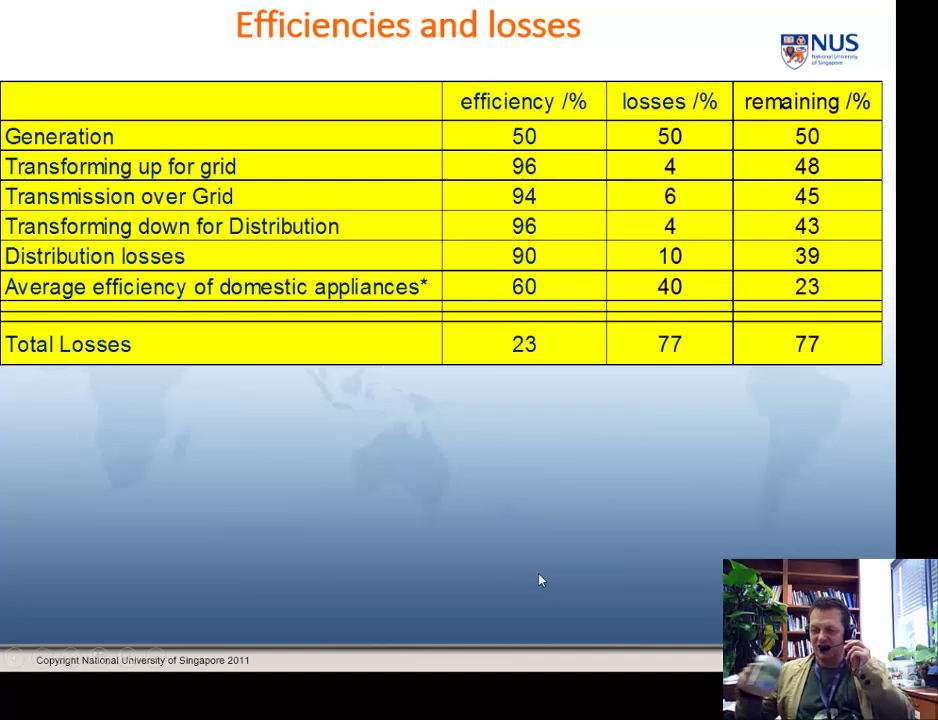 Efficiencies and losses
NUS
National University
of Singapore
efficiency /% losses /% remaining /%
Generation 50 50 50
Transforming up for grid 96 4 48
Transmission over Grid 94 6 45
Transforming down for Distribution 96 4 43
Distribution losses 90 10 39
Average efficiency of domestic appliances* 60 40 23
Total Losses 23 77 77
Copyright National University of Singapore 2011